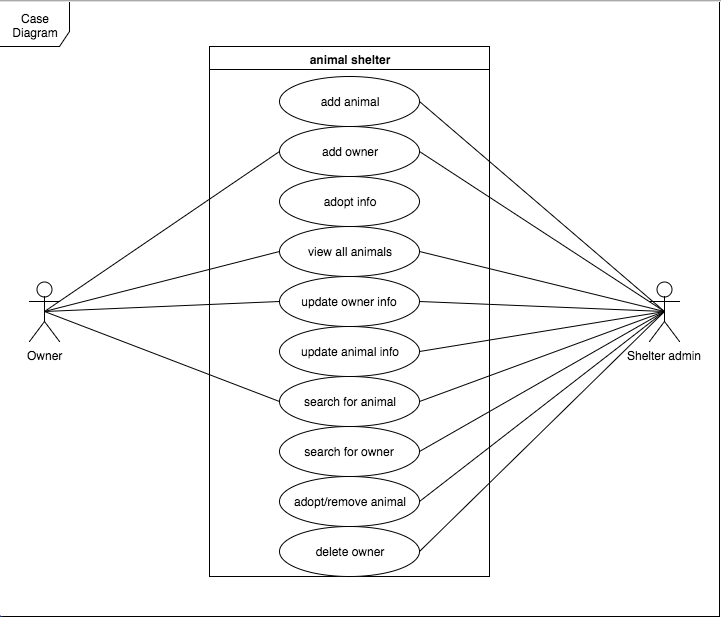 Case
Diagram
animal shelter
add animal
add owner
adopt info
view all animals
update owner info
update animal info
search for animal
search for owner
adopt/remove animal
delete owner
Owner
Shelter admin